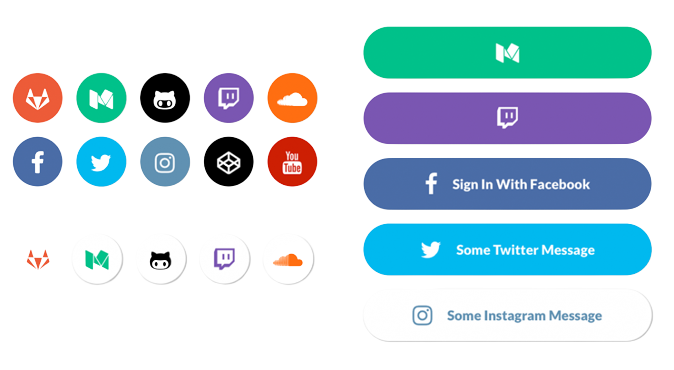 You
Tube
Sign In With Facebook
Some Twitter Message
Some Instagram Message